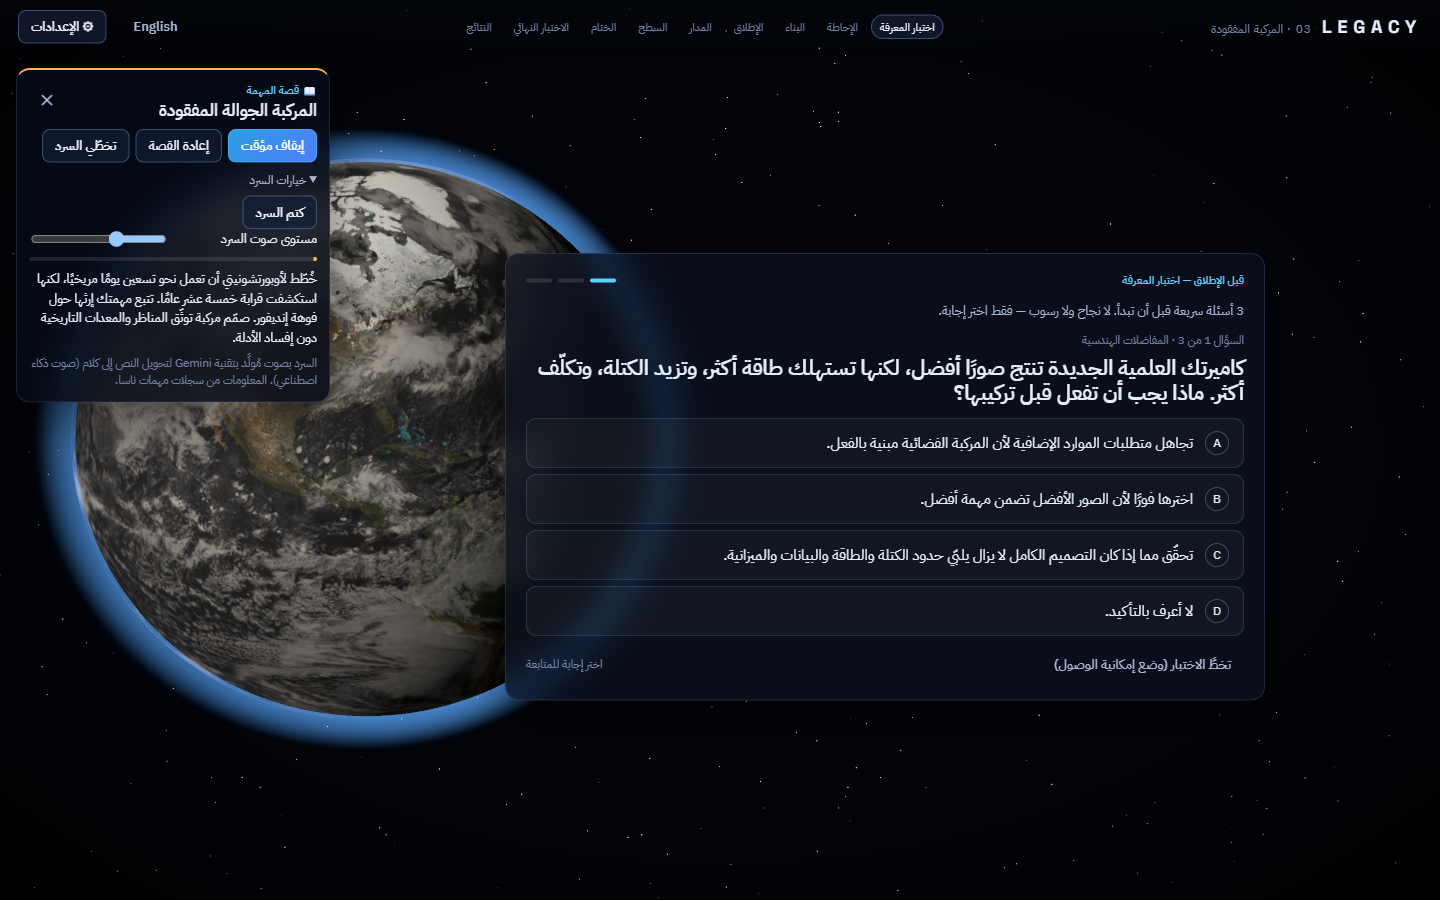 LEGACY
03 · المركبة المفقودة
اختبار المعرفة
الإحاطة
البناء
الإطلاق
المدار
السطح
الختام
الاختبار النهائي
النتائج
English
⚙ الإعدادات
📖 قصة المهمة
المركبة الجوالة المفقودة
✕
إيقاف مؤقت
إعادة القصة
تخطّي السرد
▼ خيارات السرد
كتم السرد
مستوى صوت السرد
خُطّط لأوبورتشونيتي أن تعمل نحو تسعين يومًا مريخيًا، لكنها
استكشفت قرابة خمسة عشر عامًا. تتبع مهمتك إرثها حول
فوهة إنديفور. صمّم مركبة توثّق المناظر والمعدات التاريخية
دون إفساد الأدلة.
السرد بصوت مُولَّد بتقنية Gemini لتحويل النص إلى كلام (صوت ذكاء
اصطناعي). المعلومات من سجلات مهمات ناسا.
قبل الإطلاق — اختبار المعرفة
3 أسئلة سريعة قبل أن تبدأ. لا نجاح ولا رسوب — فقط اختر إجابة.
السؤال 1 من 3 · المفاضلات الهندسية
كاميرتك العلمية الجديدة تنتج صورًا أفضل، لكنها تستهلك طاقة أكثر، وتزيد الكتلة، وتكلّف
أكثر. ماذا يجب أن تفعل قبل تركيبها؟
A تجاهل متطلبات الموارد الإضافية لأن المركبة الفضائية مبنية بالفعل.
B اخترها فورًا لأن الصور الأفضل تضمن مهمة أفضل.
C تحقّق مما إذا كان التصميم الكامل لا يزال يلبّي حدود الكتلة والطاقة والبيانات والميزانية.
D لا أعرف بالتأكيد.
تخطَّ الاختبار (وضع إمكانية الوصول)
اختر إجابة للمتابعة